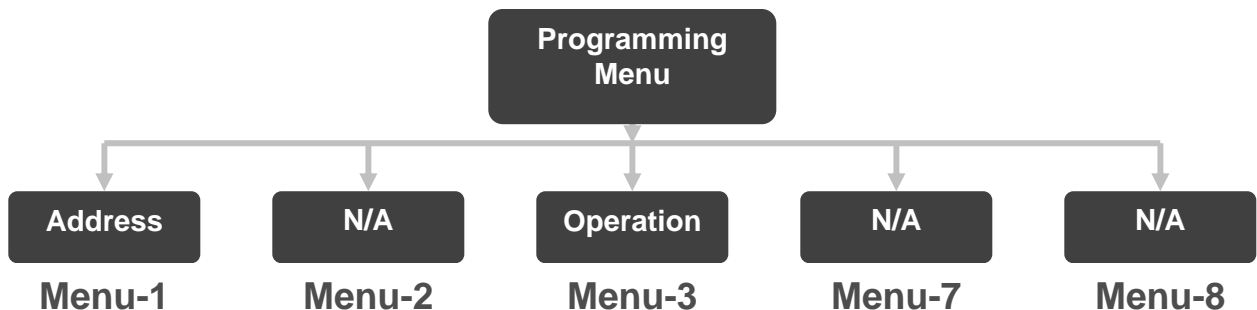 Programming
Menu
Address
N/A
Operation
N/A
N/A
Menu-1
Menu-2
Menu-3
Menu-7
Menu-8